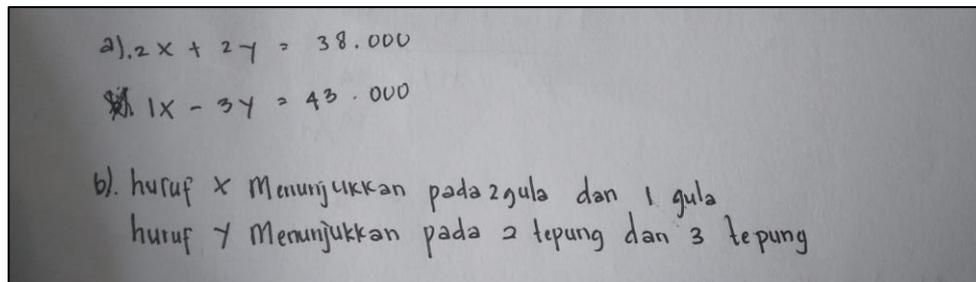 a). 2x + 2y = 38.000
1x - 3y = 43.000
b). huruf x Menunjukkan pada 2 gula dan 1 gula
huruf y Menunjukkan pada 2 tepung dan 3 tepung